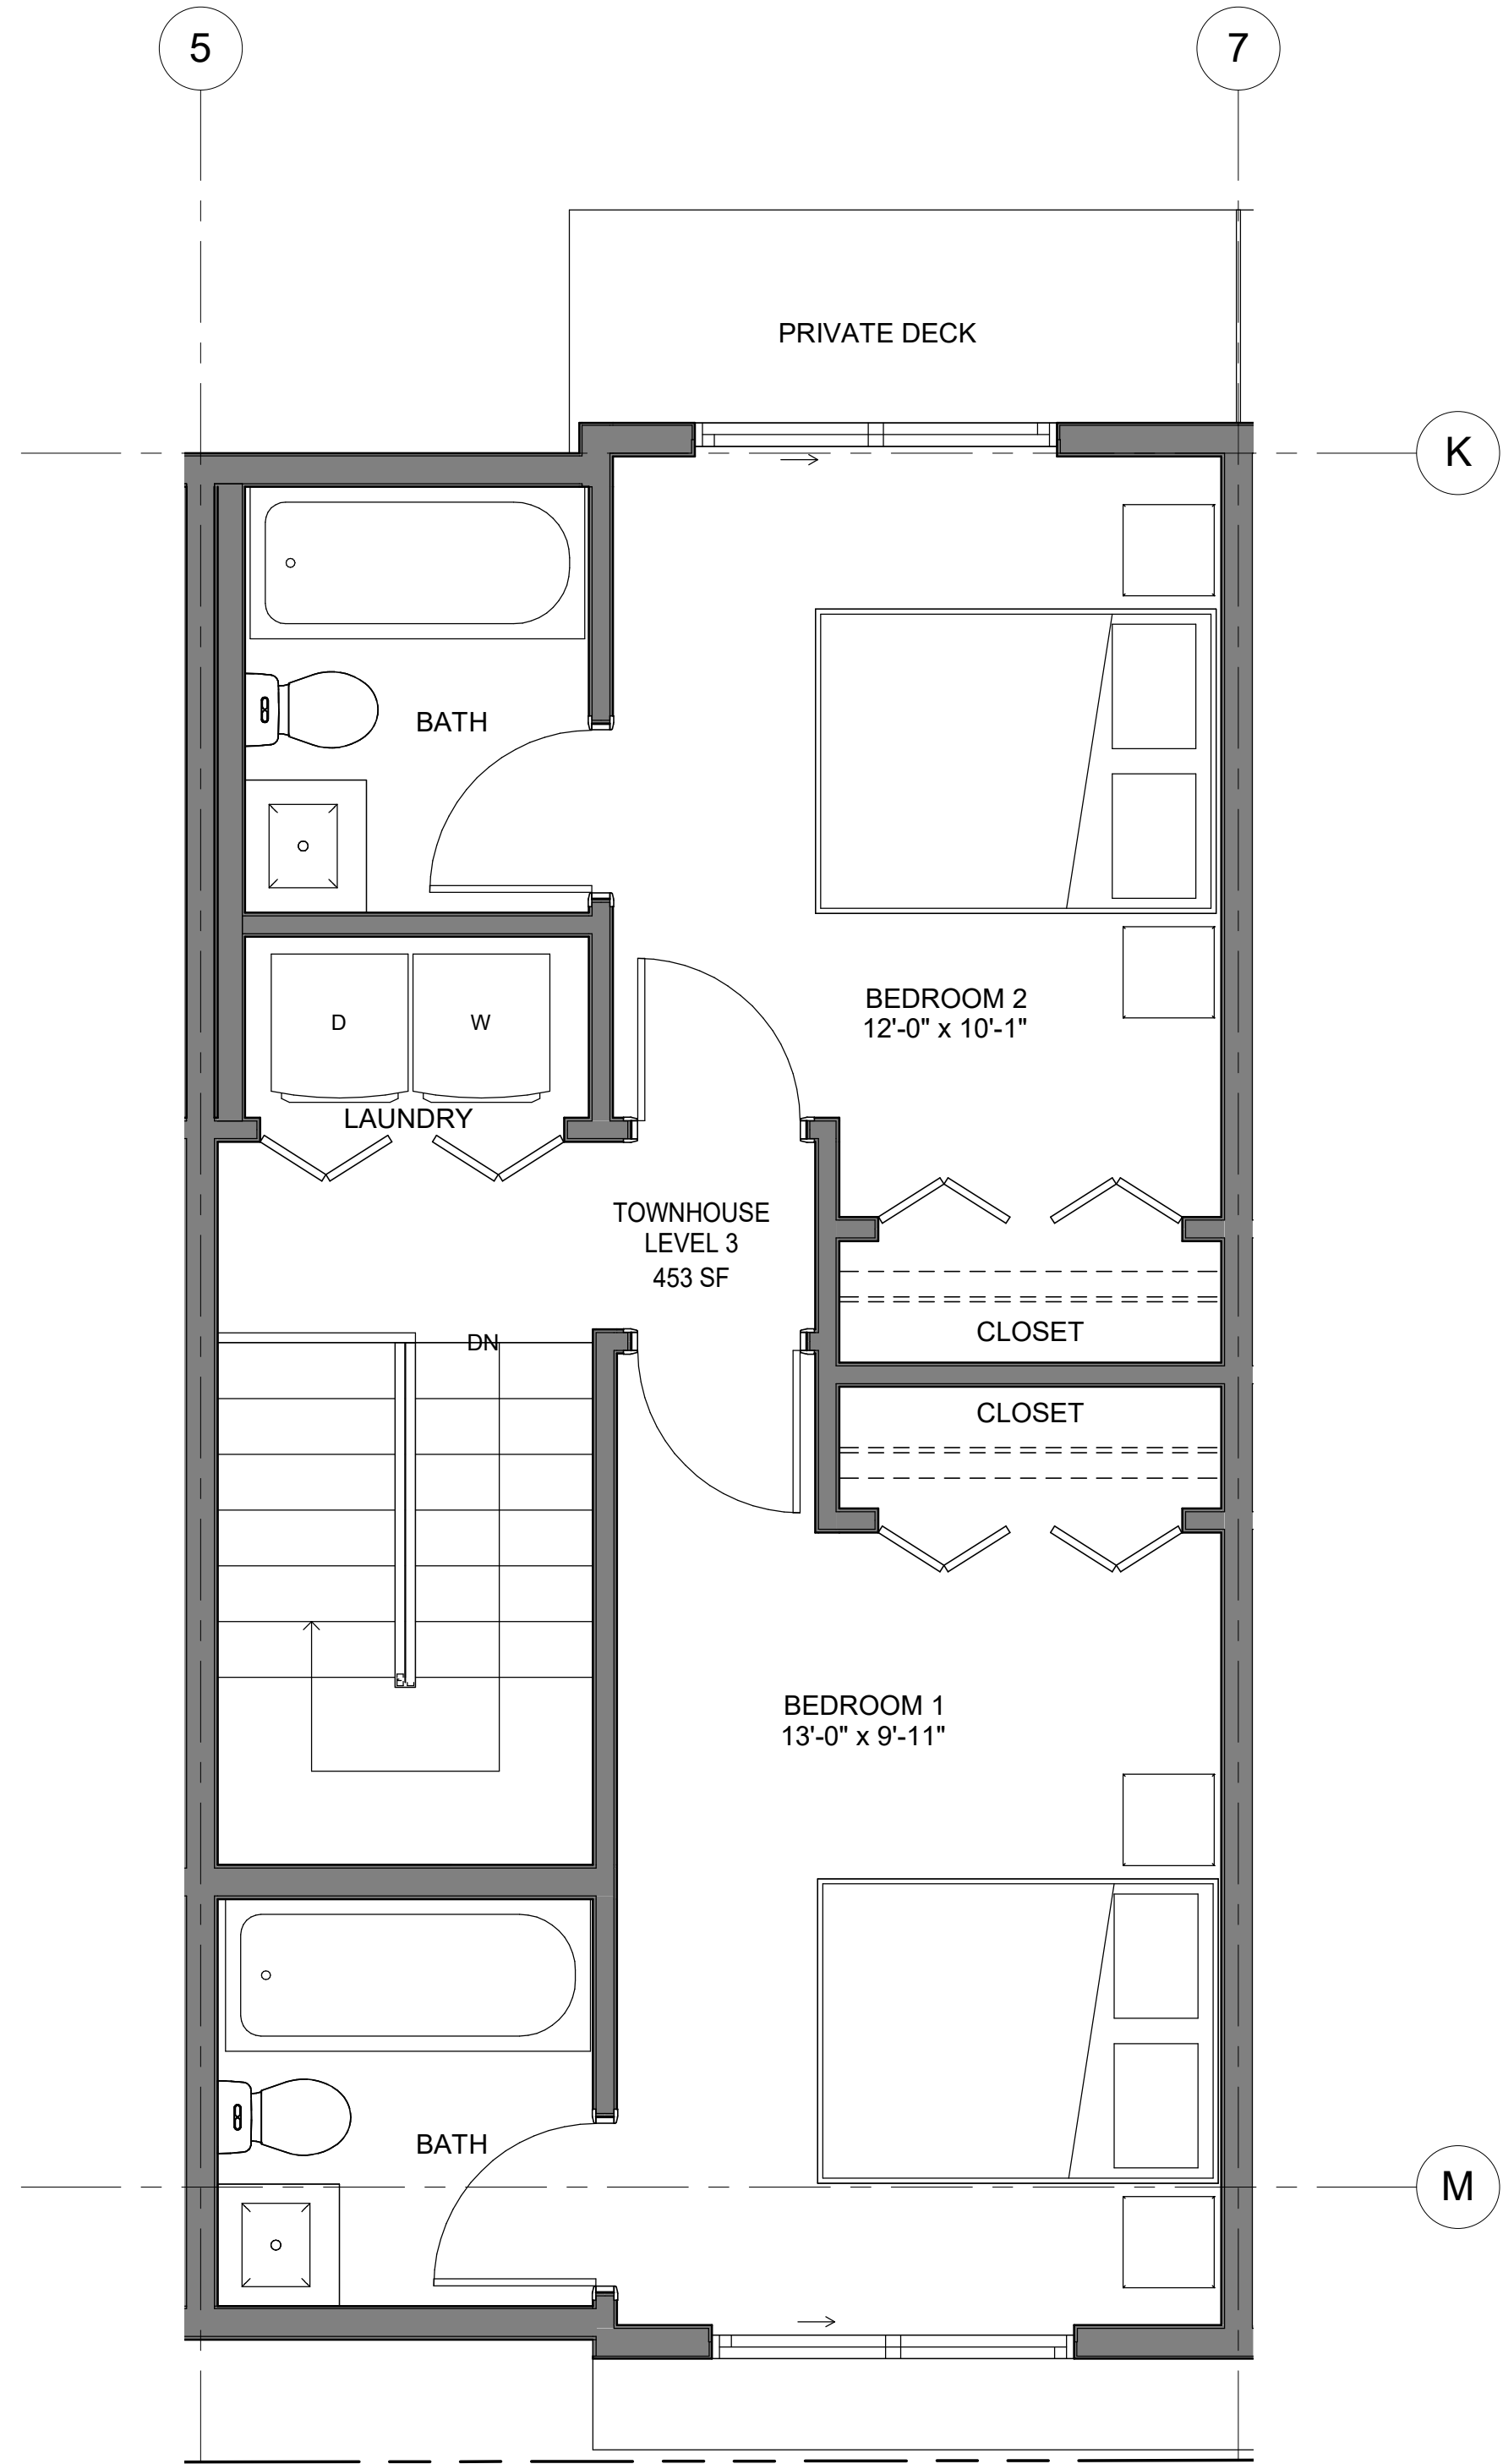 5
7
PRIVATE DECK
K
BATH
BEDROOM 2
12'-0" x 10'-1"
D
W
LAUNDRY
TOWNHOUSE
LEVEL 3
453 SF
CLOSET
DN
CLOSET
BEDROOM 1
13'-0" x 9'-11"
BATH
M